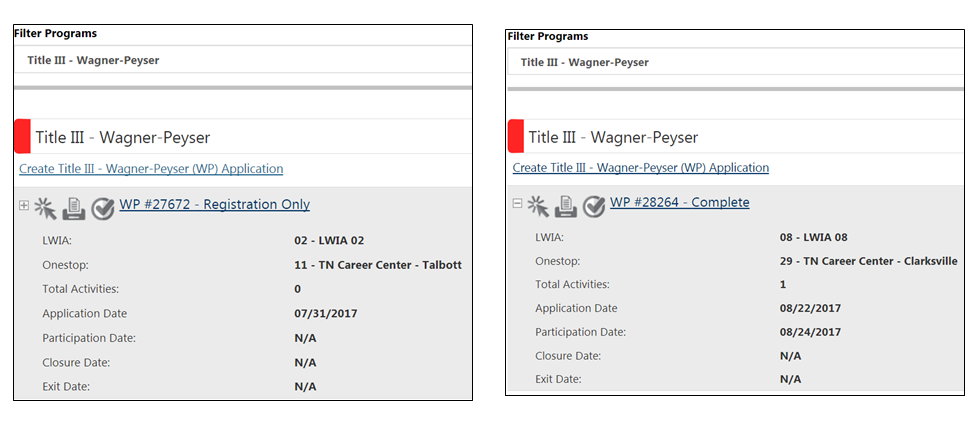 Filter Programs
Title III - Wagner-Peyser
Title III - Wagner-Peyser
Create Title III - Wagner-Peyser (WP) Application
WP #27672 - Registration Only
LWIA: 02 - LWIA 02
Onestop: 11 - TN Career Center - Talbott
Total Activities: 0
Application Date 07/31/2017
Participation Date: N/A
Closure Date: N/A
Exit Date: N/A
Filter Programs
Title III - Wagner-Peyser
Title III - Wagner-Peyser
Create Title III - Wagner-Peyser (WP) Application
WP #28264 - Complete
LWIA: 08 - LWIA 08
Onestop: 29 - TN Career Center - Clarksville
Total Activities: 1
Application Date 08/22/2017
Participation Date: 08/24/2017
Closure Date: N/A
Exit Date: N/A